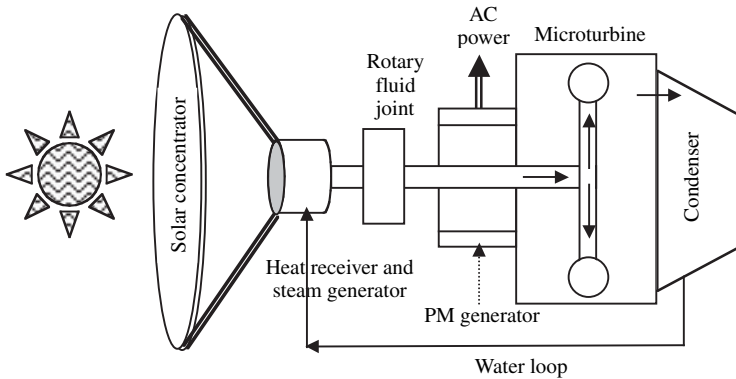 AC
power
Microturbine
Rotary
fluid
joint
Solar concentrator
Condenser
Heat receiver and
steam generator
PM generator
Water loop